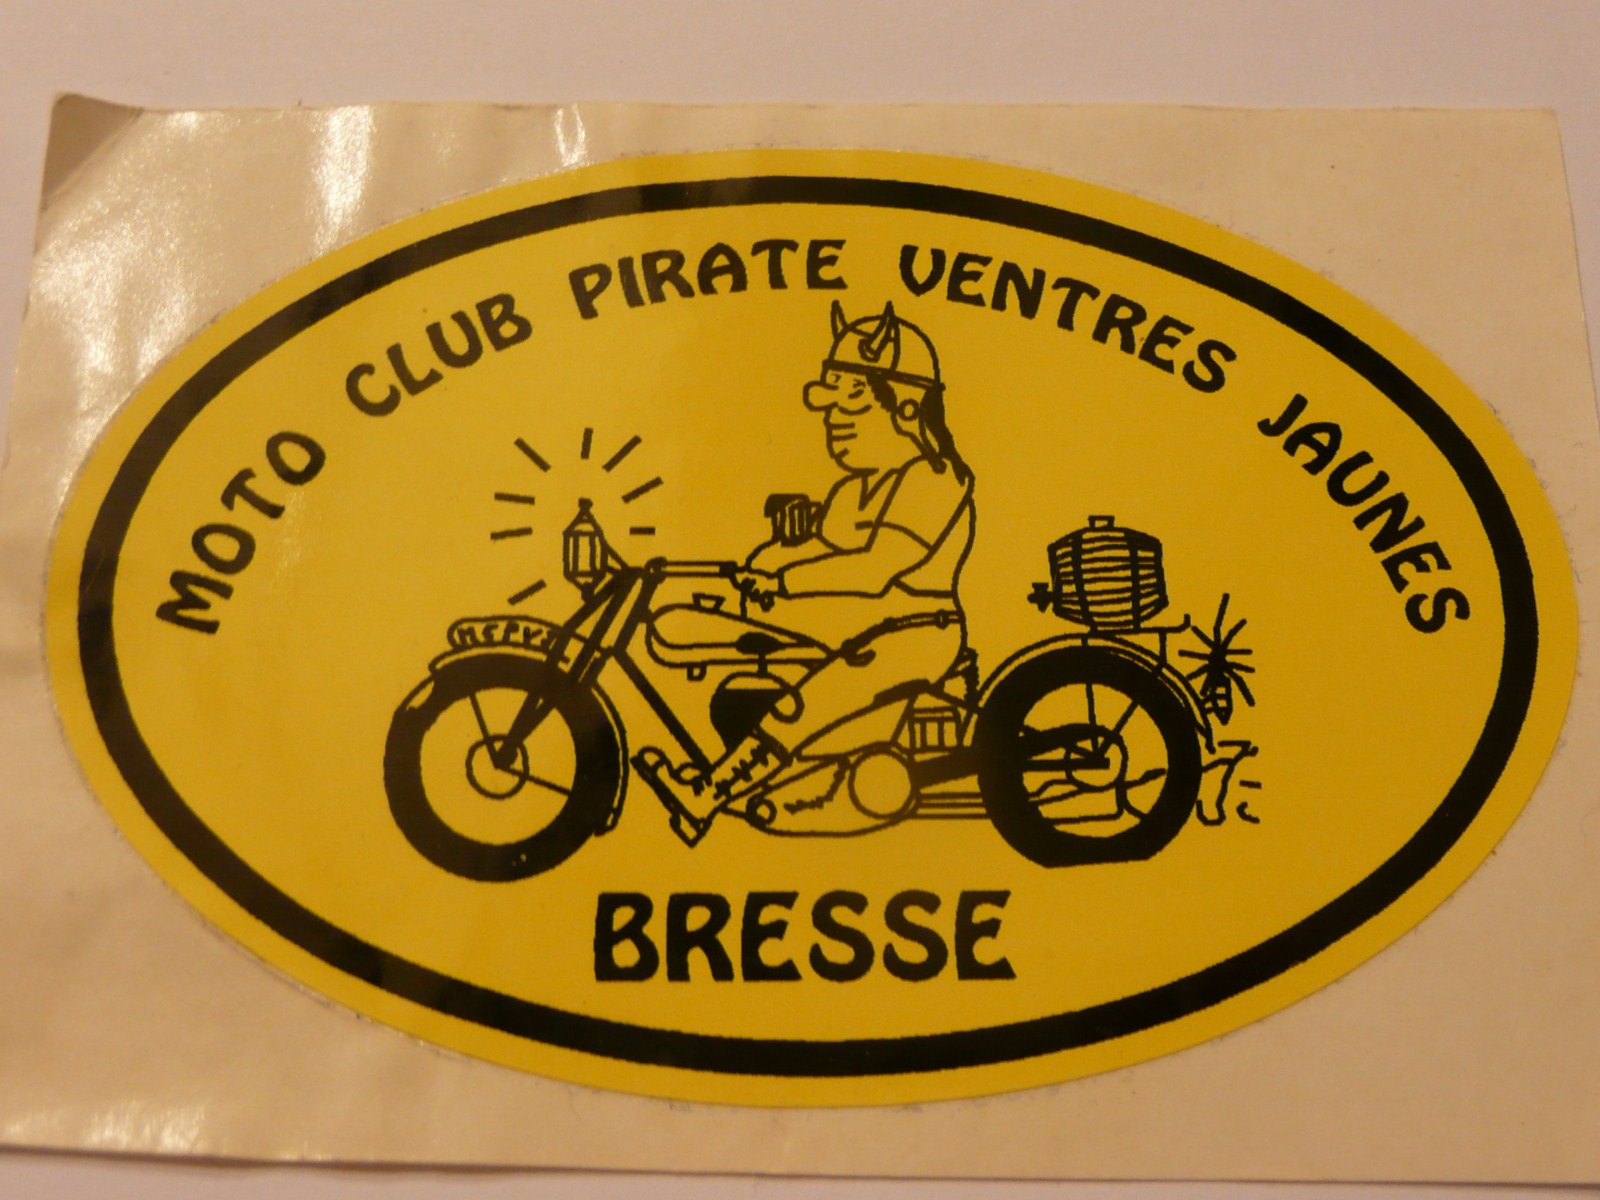 MOTO CLUB PIRATE VENTRES JAUNES
BRESSE